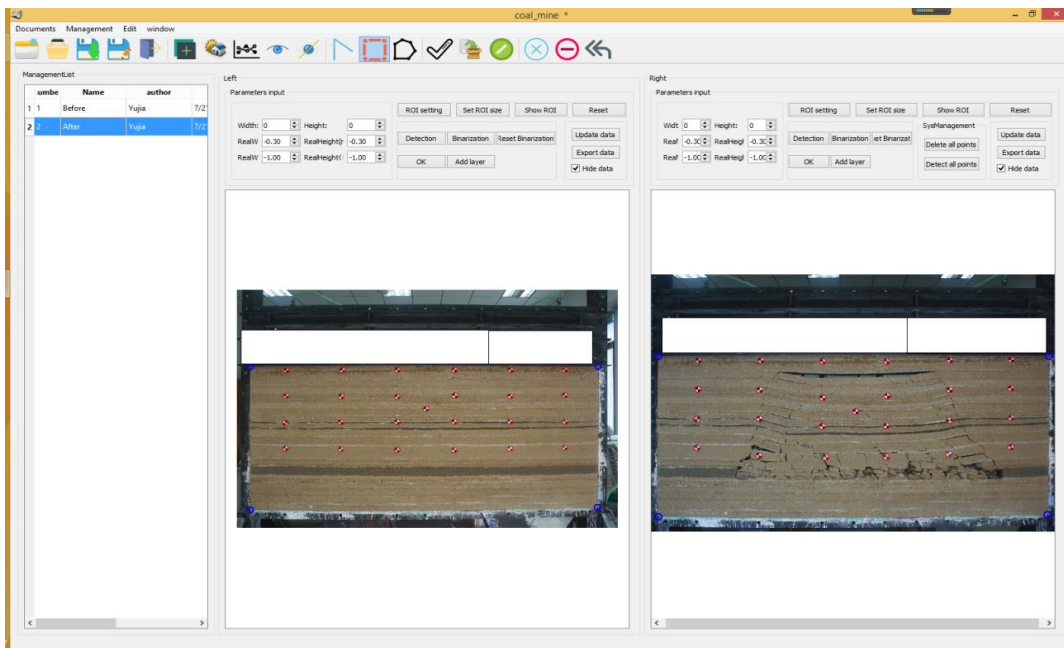 coal_mine *
Documents Management Edit window
ManagementList
umbe Name author
1 1 Before Yujia 7/2
2 2 After Yujia 7/2
Left
Parameters input
ROI setting Set ROI size Show ROI Reset
Width: 0 Height: 0
RealW -0.30 RealHeight(r -0.30
RealW -1.00 RealHeight( -1.00
Detection Binarization Reset Binarization
OK Add layer
Update data
Export data
Hide data
Right
Parameters input
ROI setting Set ROI size Show ROI Reset
Widt 0 Height: 0
Real -0.30 RealHeigl -0.30
Real -1.00 RealHeigl -1.00
Detection Binarization et Binarizat
OK Add layer
SysManagement
Delete all points
Detect all points
Update data
Export data
Hide data